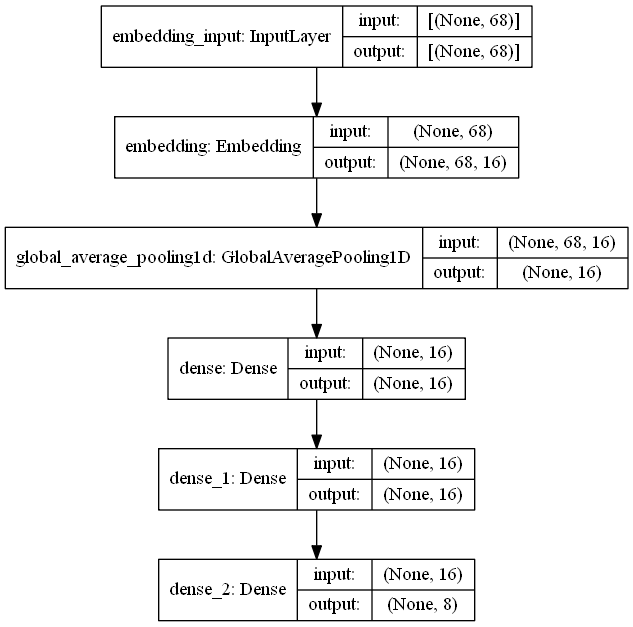 embedding_input: InputLayer
input: [(None, 68)]
output: [(None, 68)]
embedding: Embedding
input: (None, 68)
output: (None, 68, 16)
global_average_pooling1d: GlobalAveragePooling1D
input: (None, 68, 16)
output: (None, 16)
dense: Dense
input: (None, 16)
output: (None, 16)
dense_1: Dense
input: (None, 16)
output: (None, 16)
dense_2: Dense
input: (None, 16)
output: (None, 8)